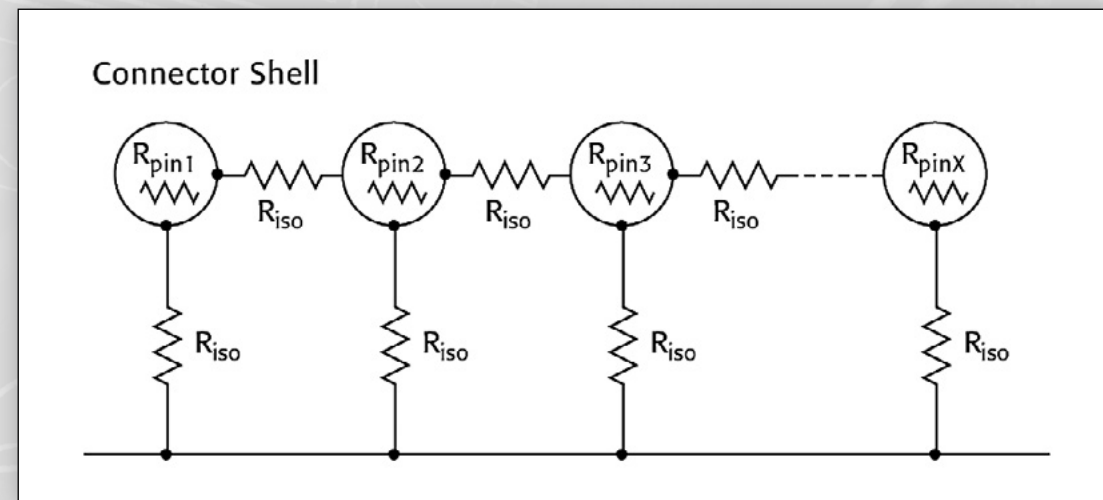 Connector Shell
Rpin1 Rpin2 Rpin3 RpinX
Riso Riso Riso
Riso Riso Riso Riso